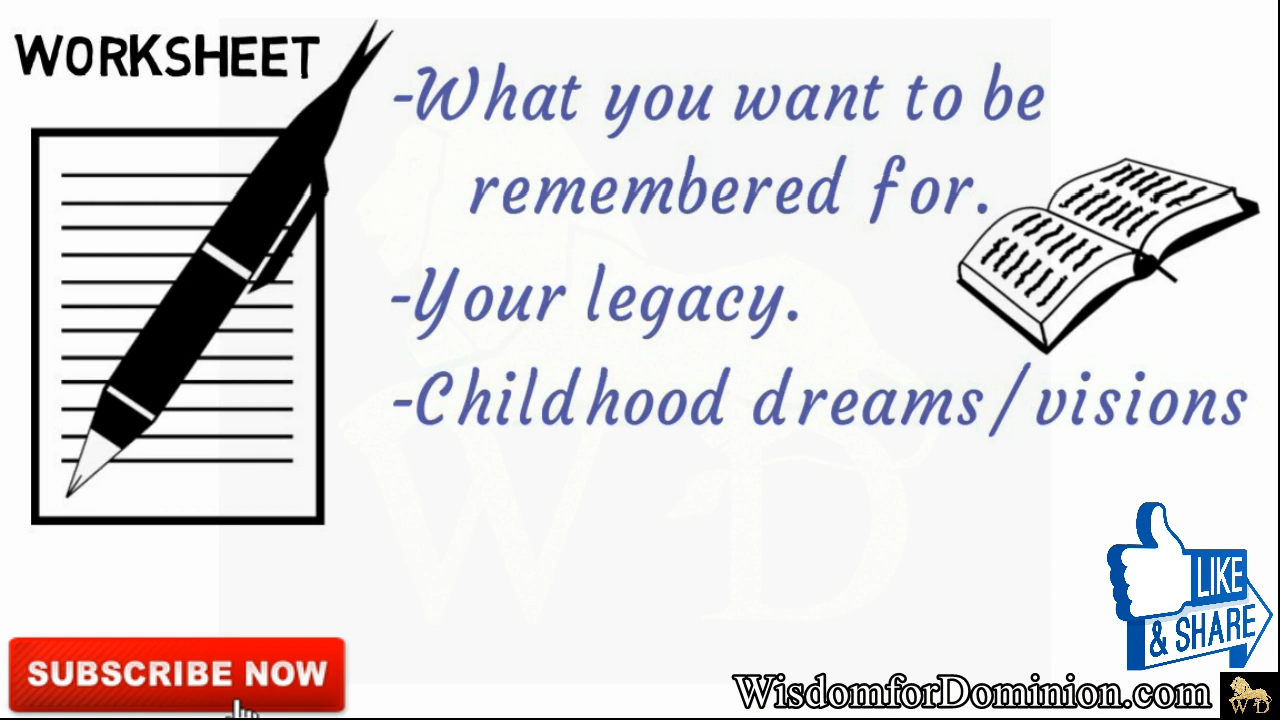 WORKSHEET
-What you want to be
remembered for.
-Your legacy.
-Childhood dreams/visions
LIKE
& SHARE
SUBSCRIBE NOW
WisdomforDominion.com
W D
W D